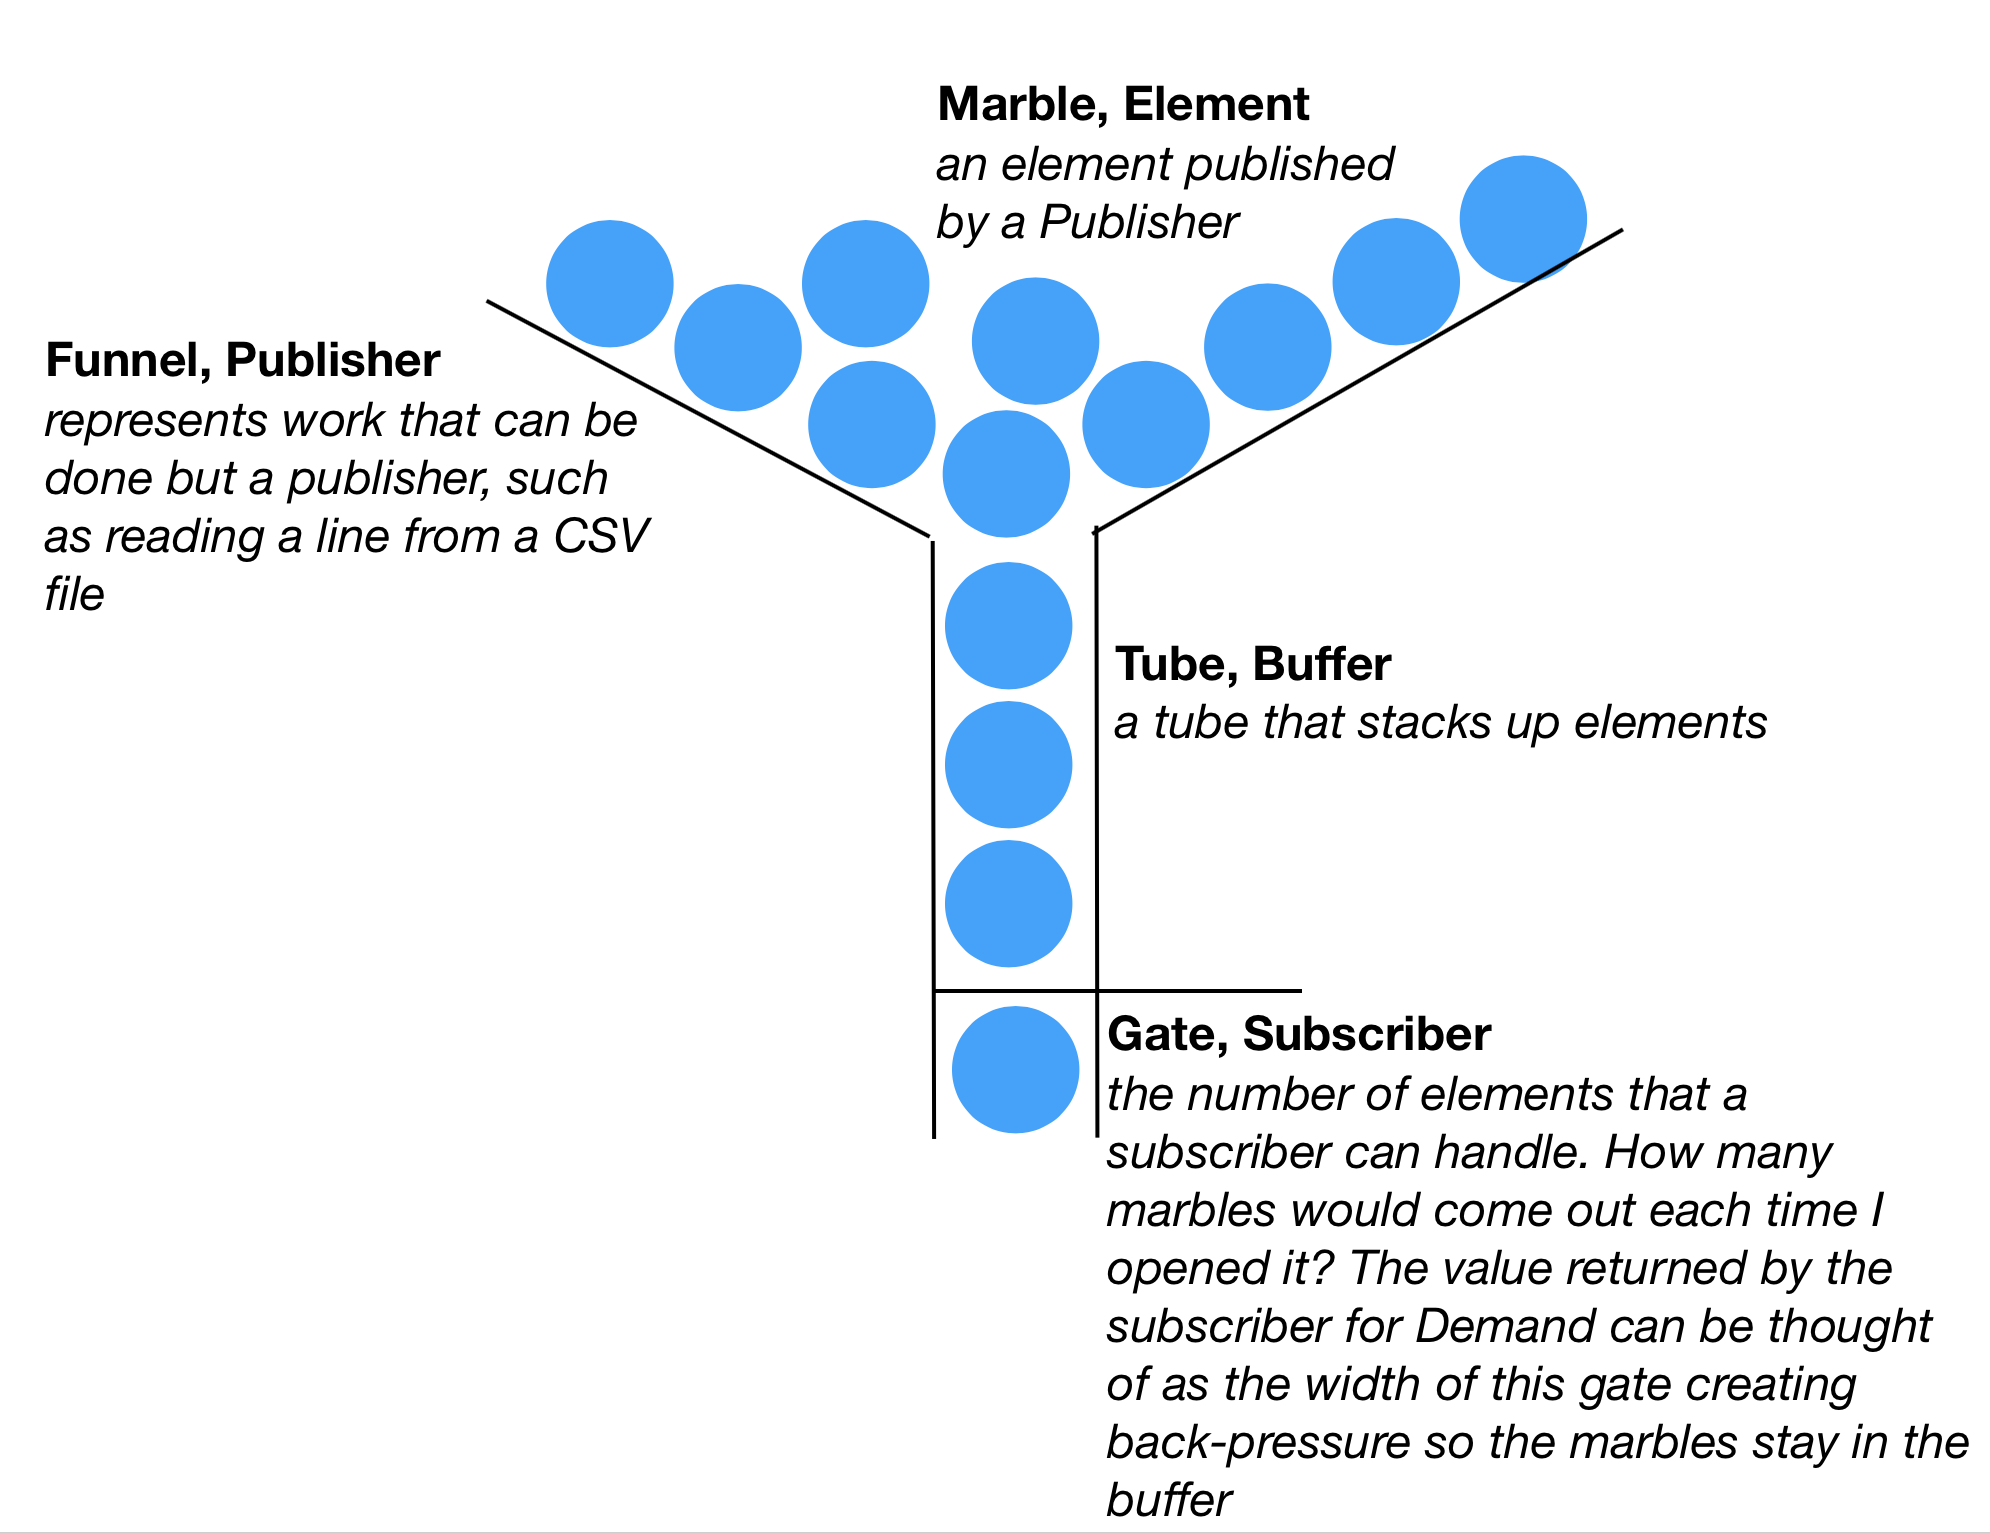 Marble, Element
an element published
by a Publisher
Funnel, Publisher
represents work that can be
done but a publisher, such
as reading a line from a CSV
file
Tube, Buffer
a tube that stacks up elements
Gate, Subscriber
the number of elements that a
subscriber can handle. How many
marbles would come out each time I
opened it? The value returned by the
subscriber for Demand can be thought
of as the width of this gate creating
back-pressure so the marbles stay in the
buffer